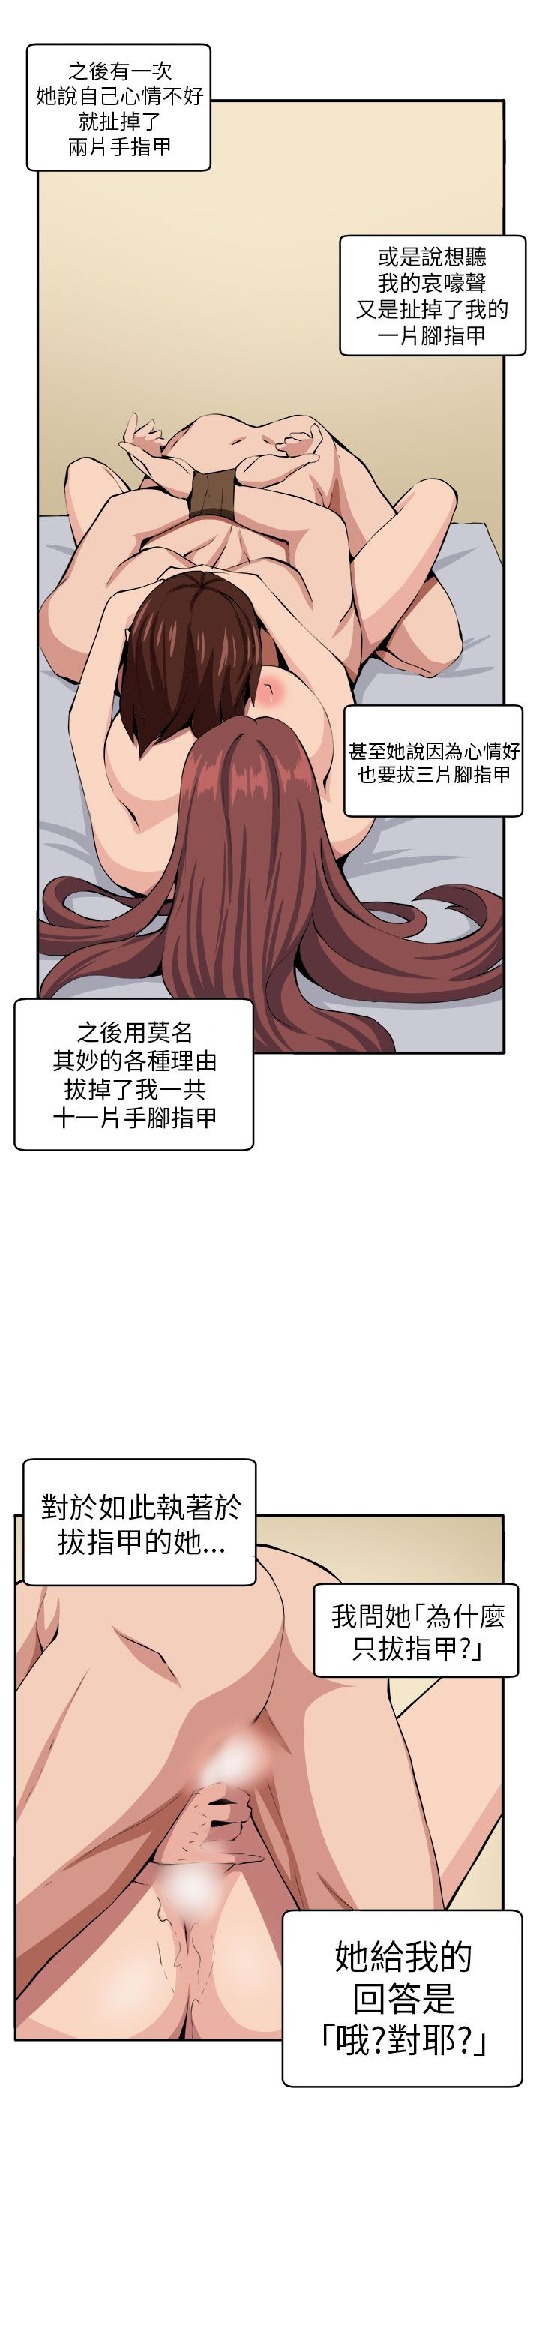 之後有一次
她說自己心情不好
就扯掉了
兩片手指甲
或是說想聽
我的哀嚎聲
又是扯掉了我的
一片腳指甲
甚至她說因為心情好
也要拔三片腳指甲
之後用莫名
其妙的各種理由
拔掉了我一共
十一片手腳指甲
對於如此執著於
拔指甲的她...
我問她「為什麼
只拔指甲?」
她給我的
回答是
「哦?對耶?」